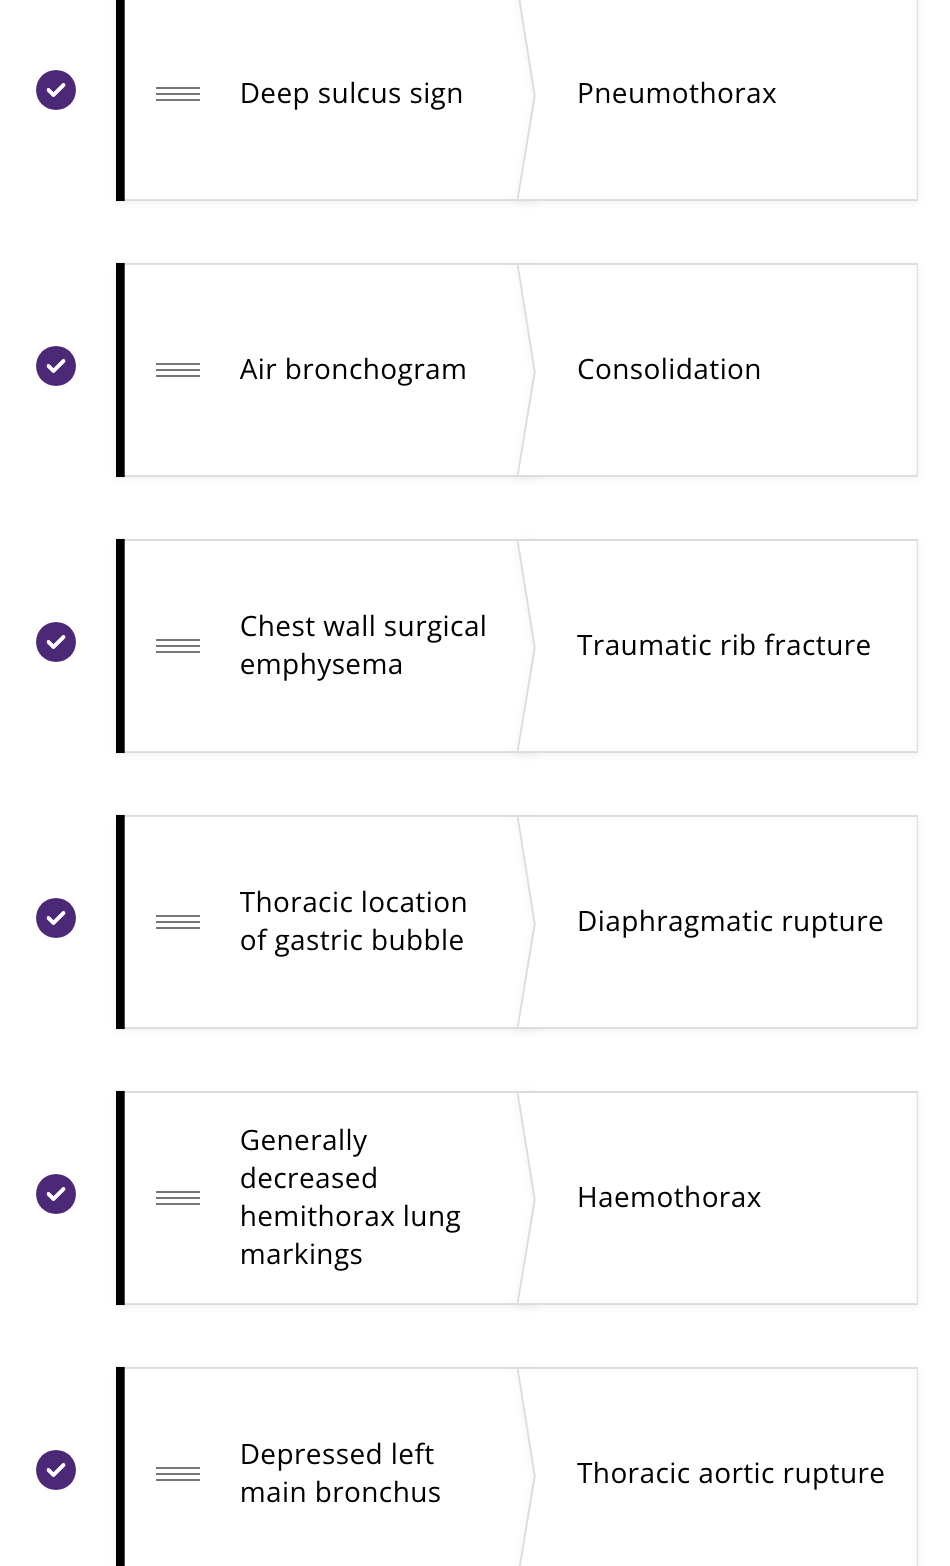 Deep sulcus sign
Pneumothorax
Air bronchogram
Consolidation
Chest wall surgical
emphysema
Traumatic rib fracture
Thoracic location
of gastric bubble
Diaphragmatic rupture
Generally
decreased
hemithorax lung
markings
Haemothorax
Depressed left
main bronchus
Thoracic aortic rupture